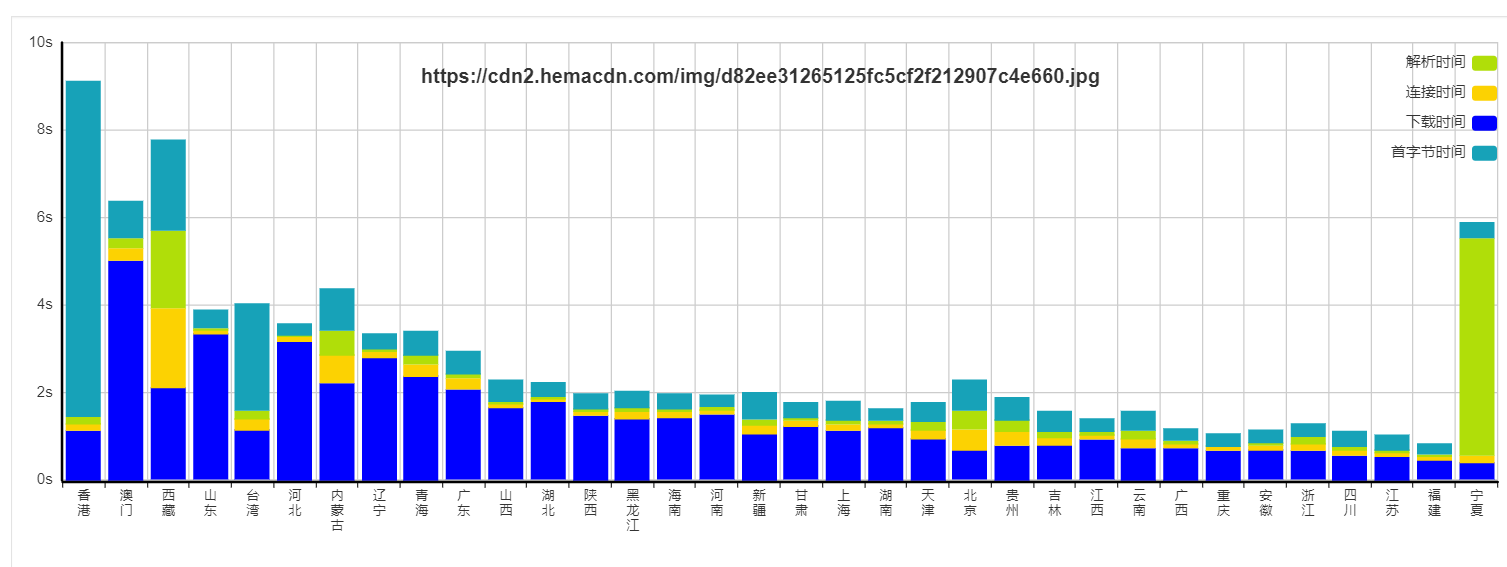 https://cdn2.hemacdn.com/img/d82ee31265125fc5cf2f212907c4e660.jpg
解析时间
连接时间
下载时间
首字节时间
10s
8s
6s
4s
2s
0s
香港
澳门
西藏
山东
台湾
河北
内蒙古
辽宁
青海
广东
山西
湖北
陕西
黑龙江
海南
河南
新疆
甘肃
上海
湖南
天津
北京
贵州
吉林
江西
云南
广西
重庆
安徽
浙江
四川
江苏
福建
宁夏